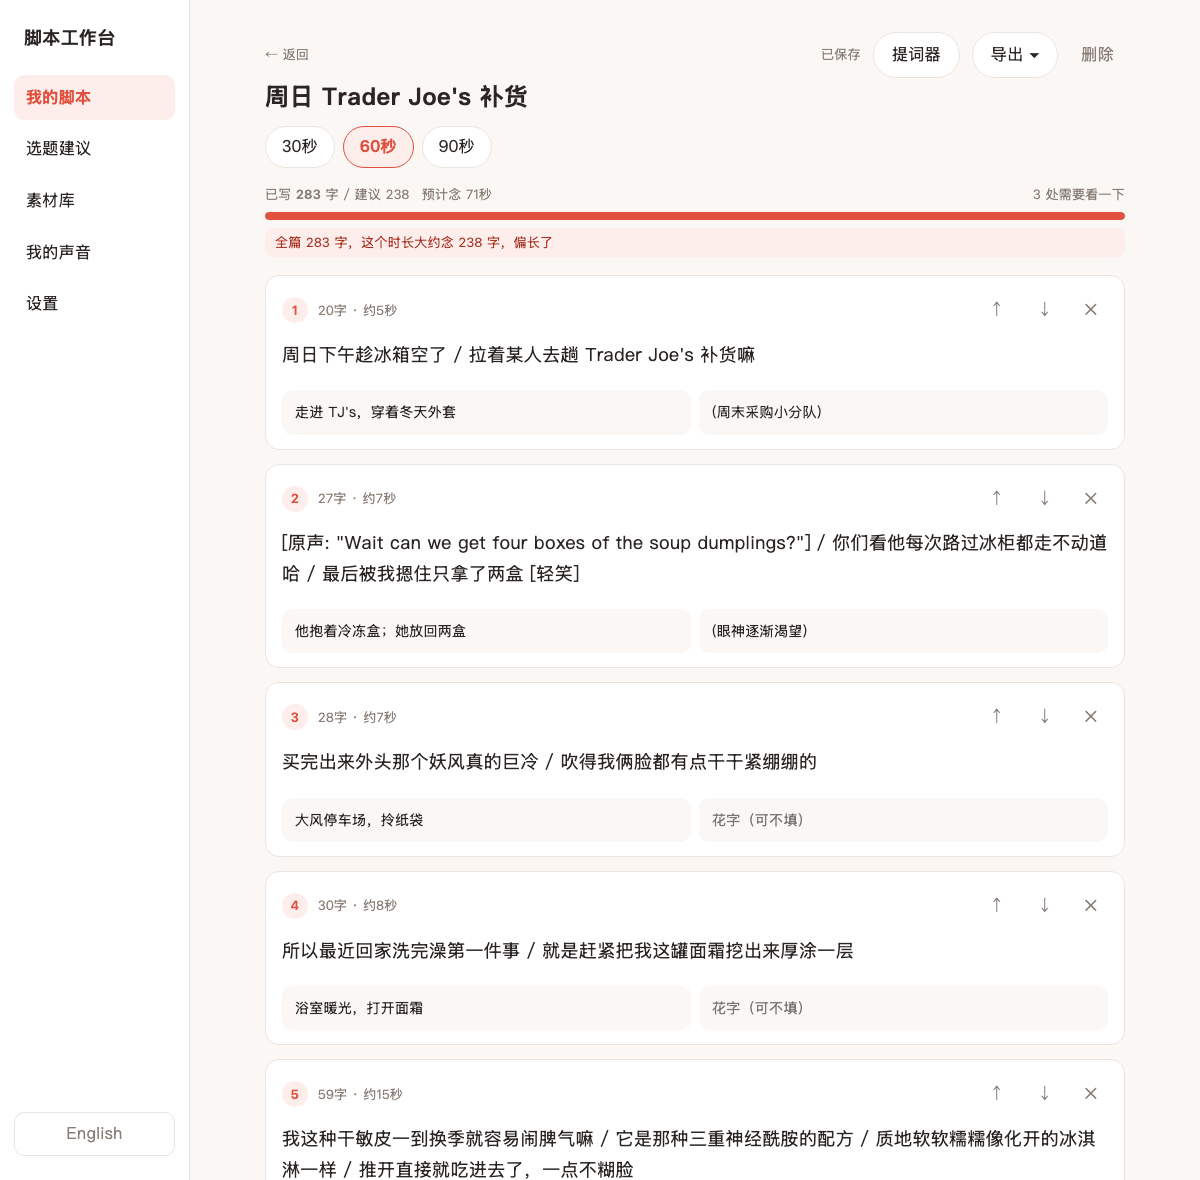 脚本工作台
我的脚本
选题建议
素材库
我的声音
设置
English
← 返回
已保存
提词器
导出
删除
周日 Trader Joe's 补货
30秒
60秒
90秒
已写 283 字 / 建议 238 预计念 71秒
3 处需要看一下
全篇 283 字，这个时长大约念 238 字，偏长了
1 20字 · 约5秒 ↑ ↓ ×
周日下午趁冰箱空了 / 拉着某人去趟 Trader Joe's 补货嘛
走进 TJ's，穿着冬天外套
(周末采购小分队)
2 27字 · 约7秒 ↑ ↓ ×
[原声: "Wait can we get four boxes of the soup dumplings?"] / 你们看他每次路过冰柜都走不动道
哈 / 最后被我摁住只拿了两盒 [轻笑]
他抱着冷冻盒；她放回两盒
(眼神逐渐渴望)
3 28字 · 约7秒 ↑ ↓ ×
买完出来外头那个妖风真的巨冷 / 吹得我俩脸都有点干干紧绷绷的
大风停车场，拎纸袋
花字（可不填）
4 30字 · 约8秒 ↑ ↓ ×
所以最近回家洗完澡第一件事 / 就是赶紧把我这罐面霜挖出来厚涂一层
浴室暖光，打开面霜
花字（可不填）
5 59字 · 约15秒 ↑ ↓ ×
我这种干敏皮一到换季就容易闹脾气嘛 / 它是那种三重神经酰胺的配方 / 质地软软糯糯像化开的冰淇
淋一样 / 推开直接就吃进去了，一点不糊脸